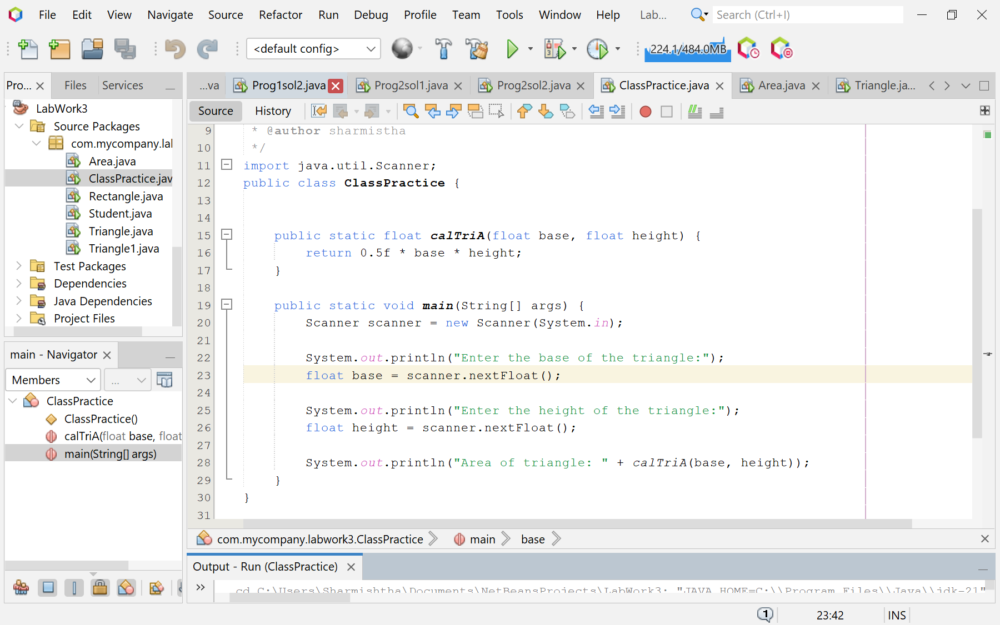 File Edit View Navigate Source Refactor Run Debug Profile Team Tools Window Help Lab... Search (Ctrl+I)
<default config> 224.1/484.0MB
Pro... Files Services
...va Prog1sol2.java Prog2sol1.java Prog2sol2.java ClassPractice.java Area.java Triangle.ja...
Source History
LabWork3
Source Packages
com.mycompany.lal
Area.java
ClassPractice.jav
Rectangle.java
Student.java
Triangle.java
Triangle1.java
Test Packages
Dependencies
Java Dependencies
Project Files
main - Navigator
Members ...
ClassPractice
ClassPractice()
calTriA(float base, float
main(String[] args)
9 * @author sharmistha
10 */
11 import java.util.Scanner;
12 public class ClassPractice {
13
14
15 public static float calTriA(float base, float height) {
16 return 0.5f * base * height;
17 }
18
19 public static void main(String[] args) {
20 Scanner scanner = new Scanner(System.in);
21
22 System.out.println("Enter the base of the triangle:");
23 float base = scanner.nextFloat();
24
25 System.out.println("Enter the height of the triangle:");
26 float height = scanner.nextFloat();
27
28 System.out.println("Area of triangle: " + calTriA(base, height));
29 }
30 }
31
com.mycompany.labwork3.ClassPractice main base
Output - Run (ClassPractice)
cd C:\Users\Sharmishtha\Documents\NetBeansProjects\LabWork3; "JAVA_HOME=C:\\Program Files\\Java\\jdk-21"
1 23:42 INS